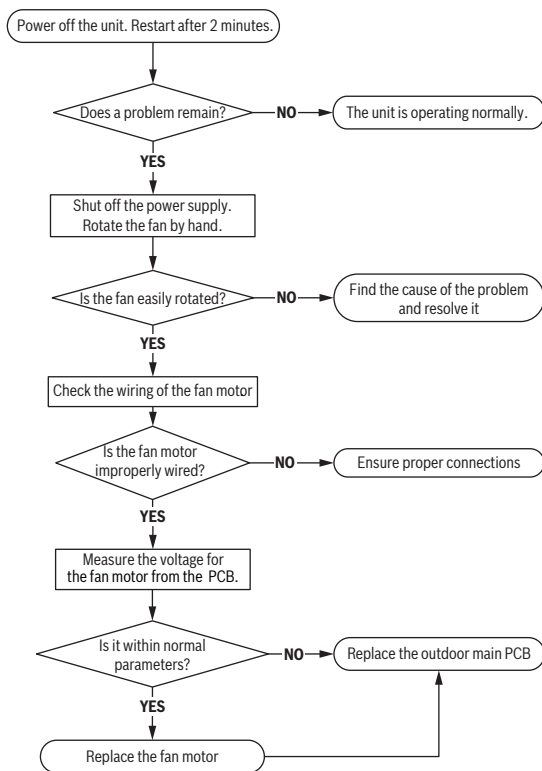 Power off the unit. Restart after 2 minutes.
Does a problem remain?
NO
The unit is operating normally.
YES
Shut off the power supply.
Rotate the fan by hand.
Is the fan easily rotated?
NO
Find the cause of the problem
and resolve it
YES
Check the wiring of the fan motor
Is the fan motor
improperly wired?
NO
Ensure proper connections
YES
Measure the voltage for
the fan motor from the PCB.
Is it within normal
parameters?
NO
Replace the outdoor main PCB
YES
Replace the fan motor